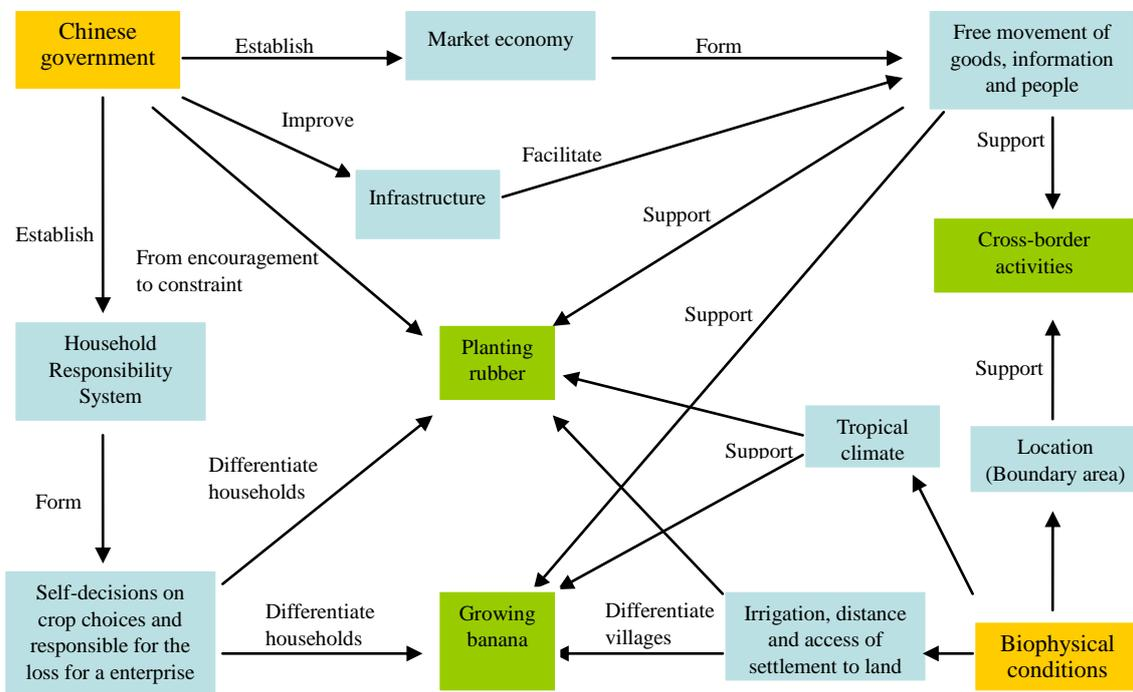 Chinese
government
Establish
Market economy
Form
Free movement of
goods, information
and people
Improve
Support
Facilitate
Infrastructure
Support
Establish
Cross-border
activities
From encouragement
to constraint
Support
Household
Responsibility
System
Planting
rubber
Support
Tropical
climate
Location
(Boundary area)
Support
Differentiate
households
Form
Self-decisions on
crop choices and
responsible for the
loss for a enterprise
Differentiate
households
Growing
banana
Differentiate
villages
Irrigation, distance
and access of
settlement to land
Biophysical
conditions